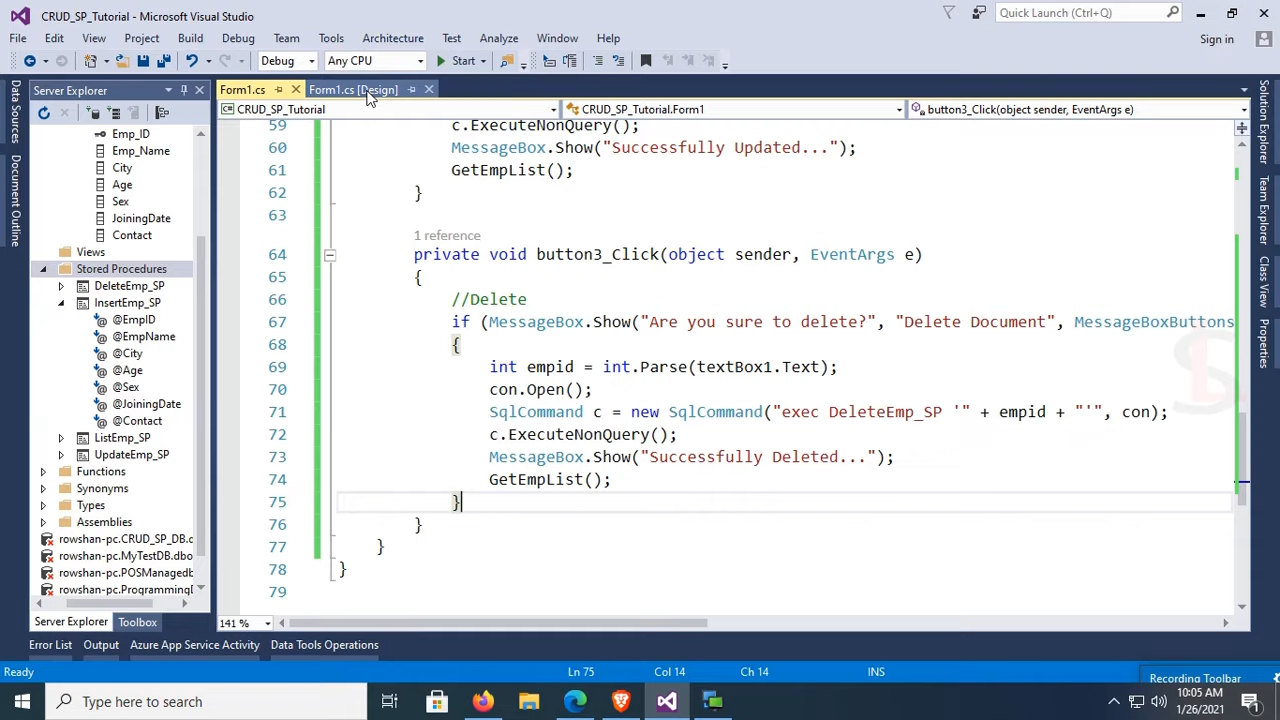 CRUD_SP_Tutorial - Microsoft Visual Studio
Quick Launch (Ctrl+Q)
File Edit View Project Build Debug Team Tools Architecture Test Analyze Window Help
Sign in
Debug Any CPU Start
Server Explorer
Form1.cs
Form1.cs [Design]
CRUD_SP_Tutorial
CRUD_SP_Tutorial.Form1
button3_Click(object sender, EventArgs e)
Data Sources
Document Outline
Emp_ID
Emp_Name
City
Age
Sex
JoiningDate
Contact
Views
Stored Procedures
DeleteEmp_SP
InsertEmp_SP
@EmpID
@EmpName
@City
@Age
@Sex
@JoiningDate
@Contact
ListEmp_SP
UpdateEmp_SP
Functions
Synonyms
Types
Assemblies
rowshan-pc.CRUD_SP_DB.d
rowshan-pc.MyTestDB.dbo
rowshan-pc.POSManagedb
rowshan-pc.ProgrammingD
Server Explorer Toolbox
59 c.ExecuteNonQuery();
60 MessageBox.Show("Successfully Updated...");
61 GetEmpList();
62 }
63
1 reference
64 private void button3_Click(object sender, EventArgs e)
65 {
66 //Delete
67 if (MessageBox.Show("Are you sure to delete?", "Delete Document", MessageBoxButtons
68 {
69 int empid = int.Parse(textBox1.Text);
70 con.Open();
71 SqlCommand c = new SqlCommand("exec DeleteEmp_SP '" + empid + "'", con);
72 c.ExecuteNonQuery();
73 MessageBox.Show("Successfully Deleted...");
74 GetEmpList();
75 }
76 }
77 }
78 }
79
141 %
Solution Explorer
Team Explorer
Class View
Properties
Error List Output Azure App Service Activity Data Tools Operations
Ready Ln 75 Col 14 Ch 14 INS
Recording Toolbar
Type here to search
10:05 AM
1/26/2021
1